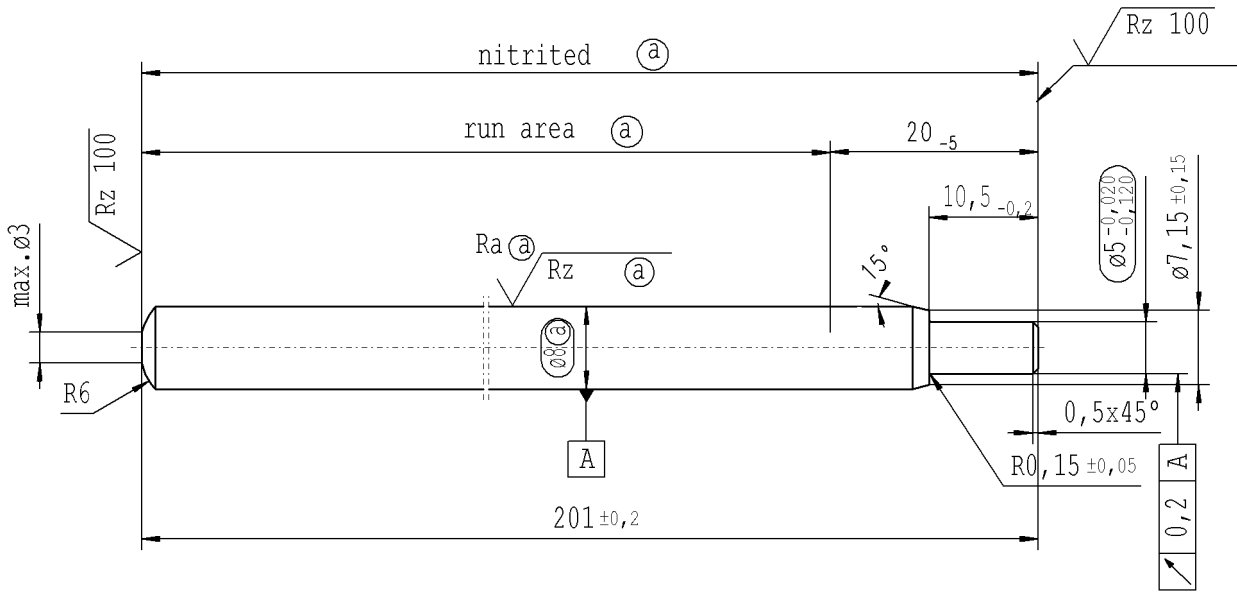 Rz 100
nitrited a
run area a
20 -5
Rz 100
10,5 -0,2
ø5 -0,020 -0,120
ø7,15 ±0,15
max.ø3
Ra a
Rz a
15°
ø8 a
R6
0,5x45°
A
R0,15 ±0,05
0,2 A
201 ±0,2